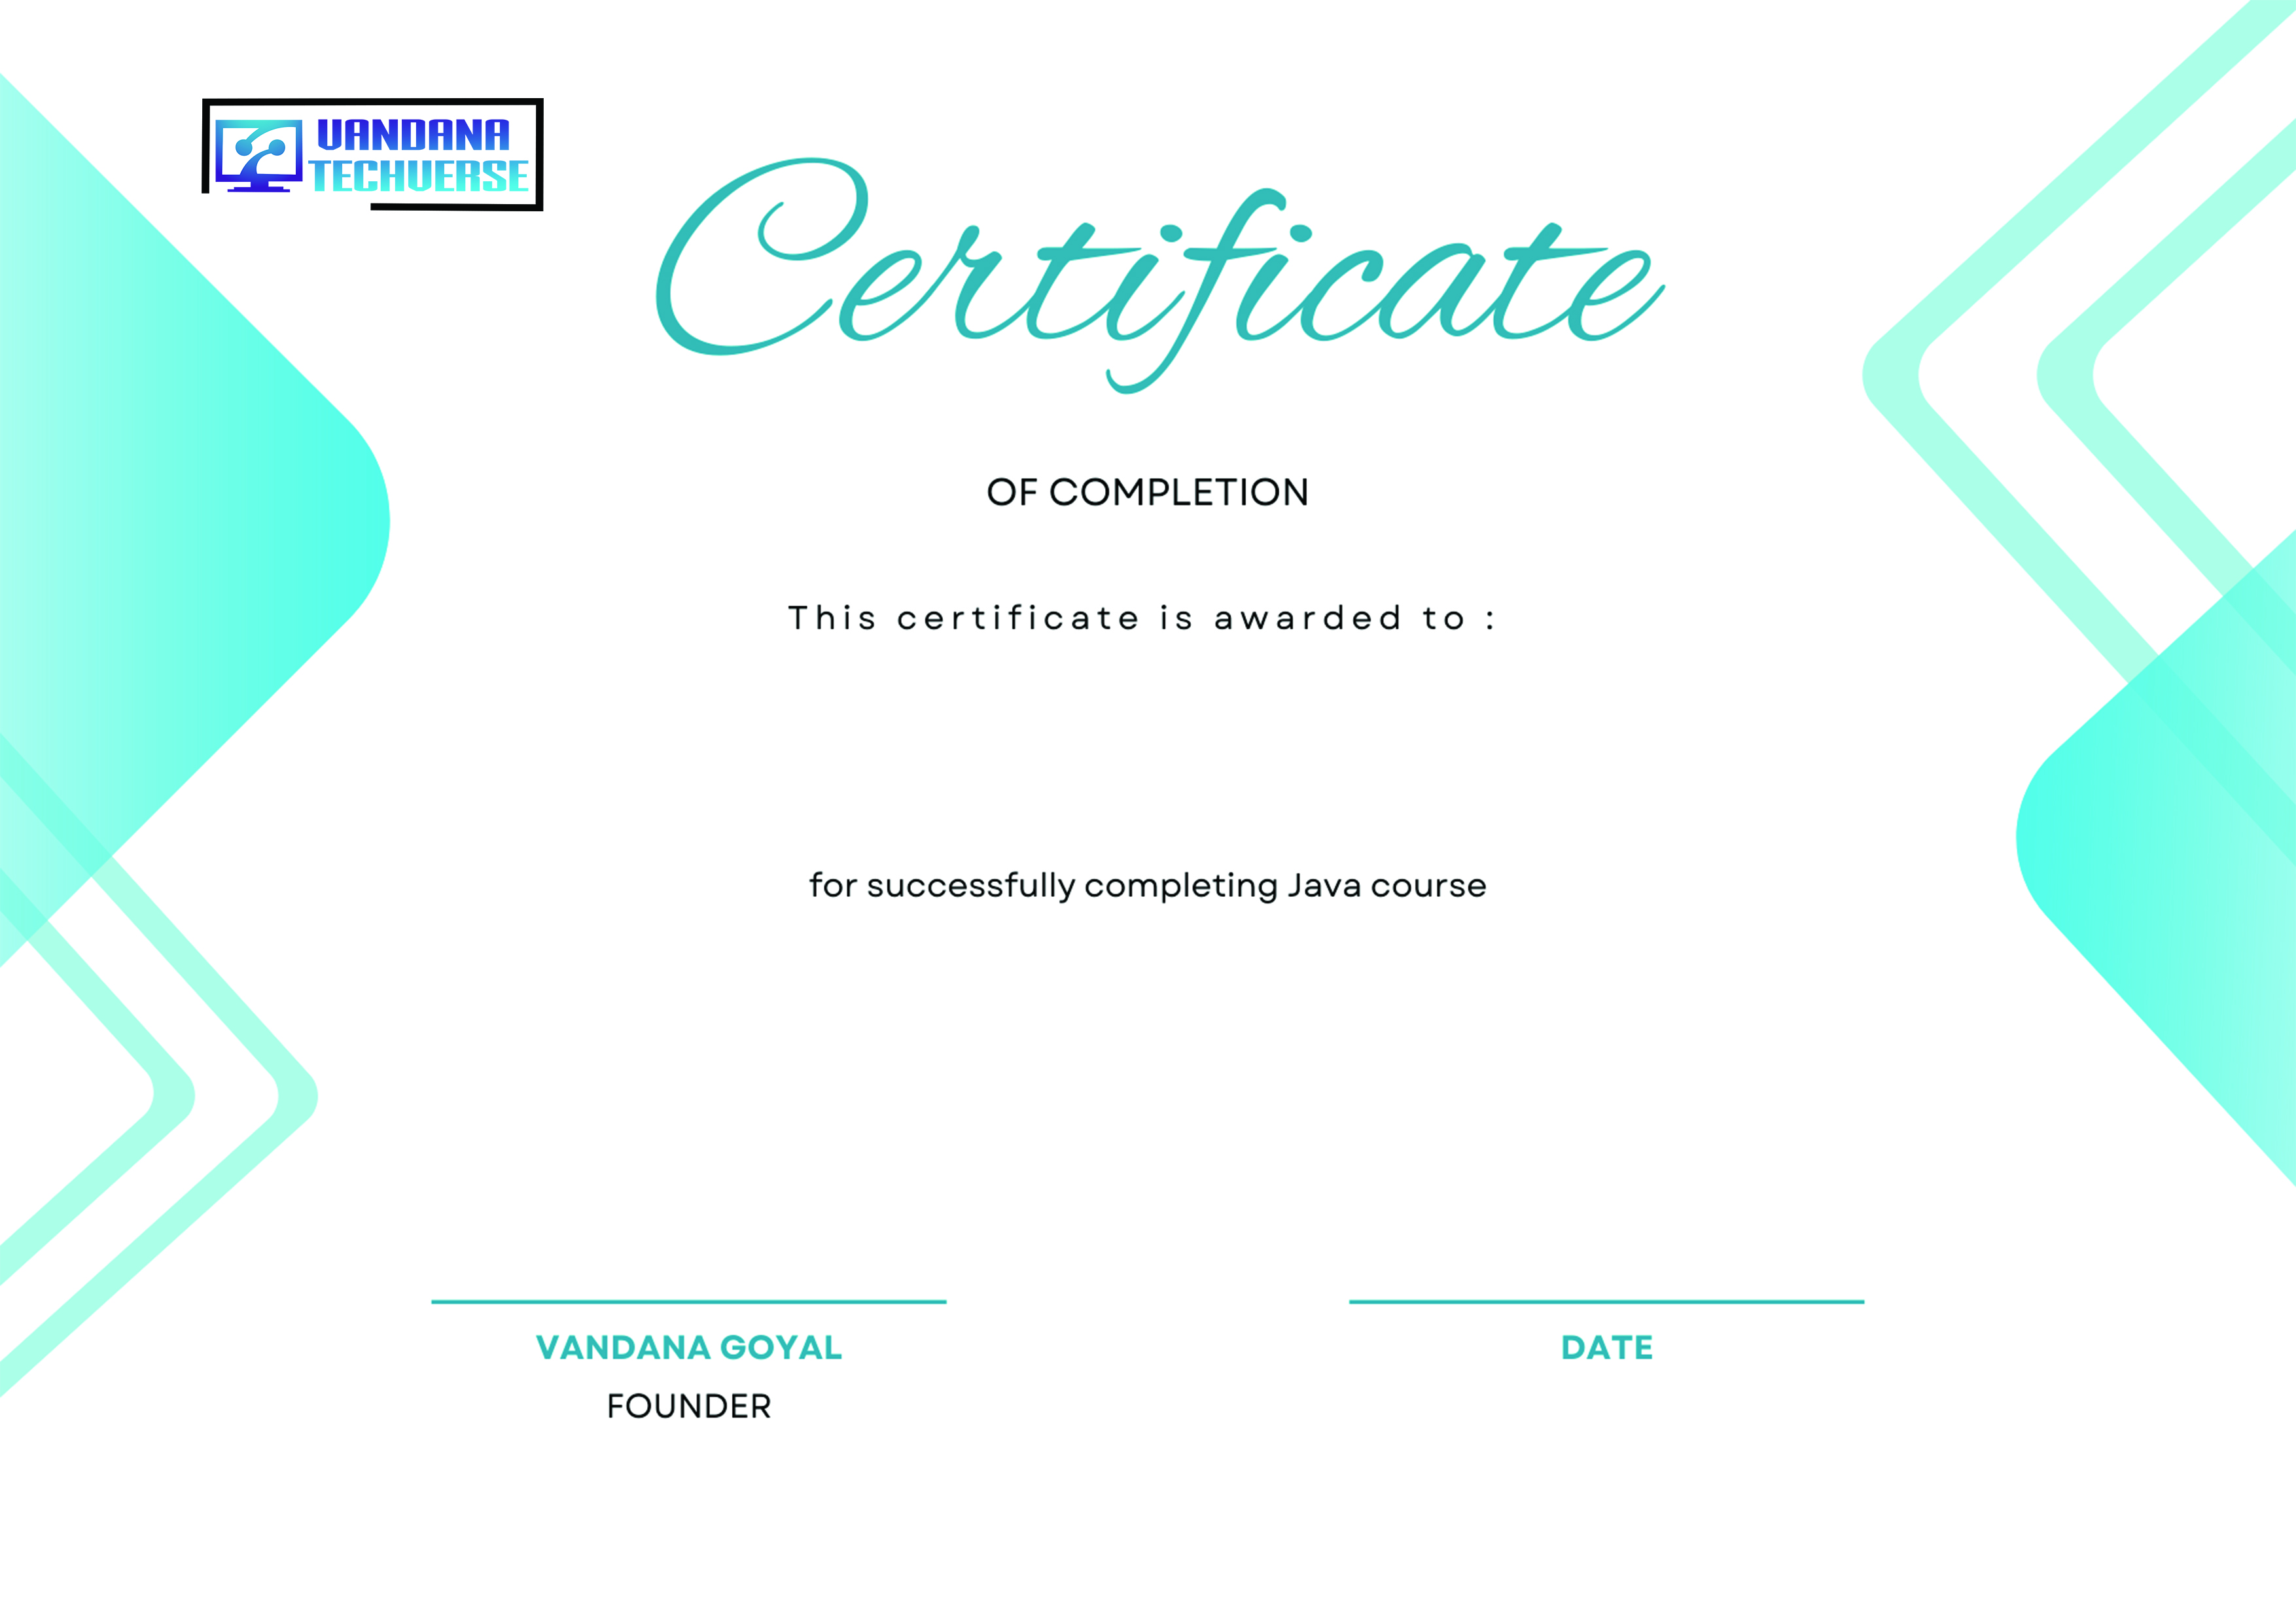 VANDANA
TECHVERSE
Certificate
OF COMPLETION
This certificate is awarded to :
for successfully completing Java course
VANDANA GOYAL
FOUNDER
DATE